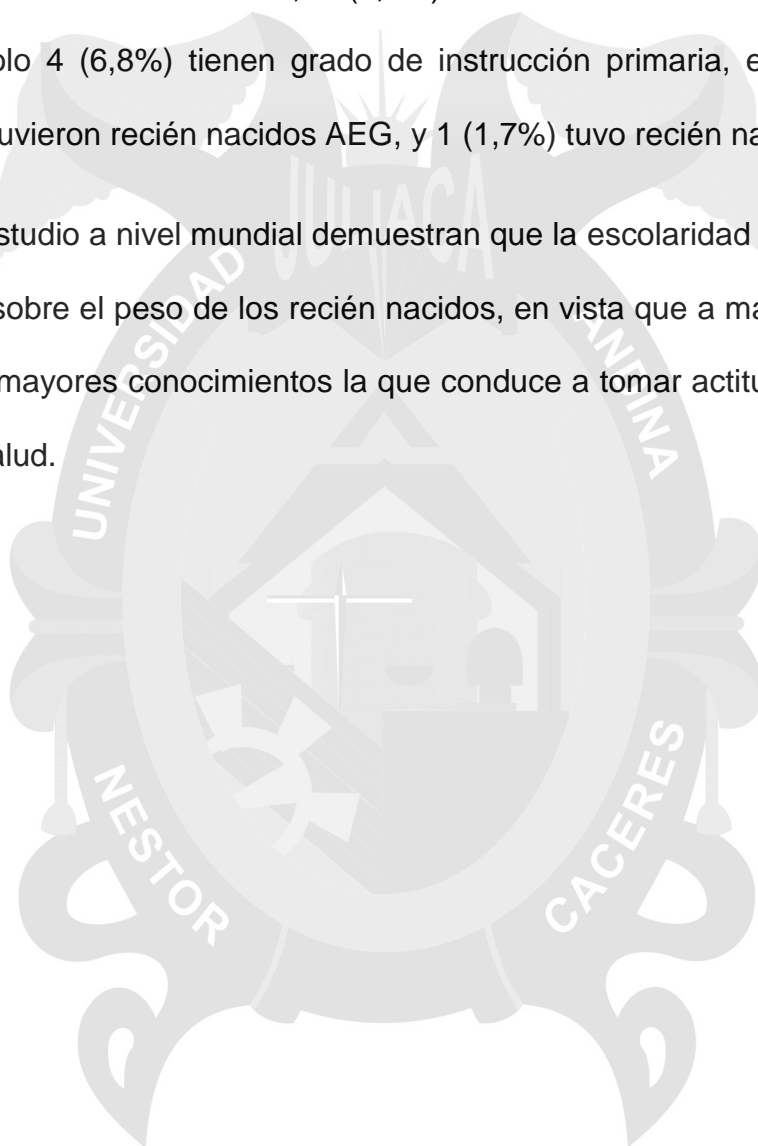 olo 4 (6,8%) tienen grado de instrucción primaria, e
uvieron recién nacidos AEG, y 1 (1,7%) tuvo recién na
studio a nivel mundial demuestran que la escolaridad
sobre el peso de los recién nacidos, en vista que a ma
mayores conocimientos la que conduce a tomar actitu
alud.
UNIVERSIDAD ANDINA
JULIACA
NESTOR CACERES